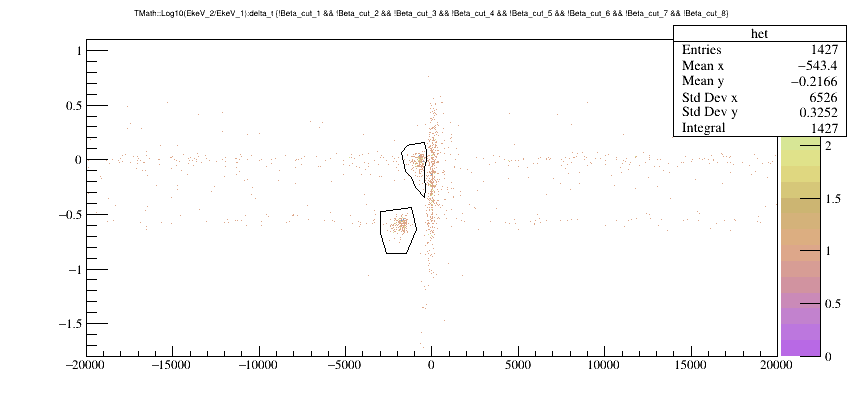 TMath::Log10(EkeV_2/EkeV_1):delta_t {!Beta_cut_1 && !Beta_cut_2 && !Beta_cut_3 && !Beta_cut_4 && !Beta_cut_5 && !Beta_cut_6 && !Beta_cut_7 && !Beta_cut_8}
het
Entries 1427
Mean x −543.4
Mean y −0.2166
Std Dev x 6526
Std Dev y 0.3252
Integral 1427
1
0.5
0
−0.5
−1
−1.5
−20000 −15000 −10000 −5000 0 5000 10000 15000 20000
2
1.5
1
0.5
0